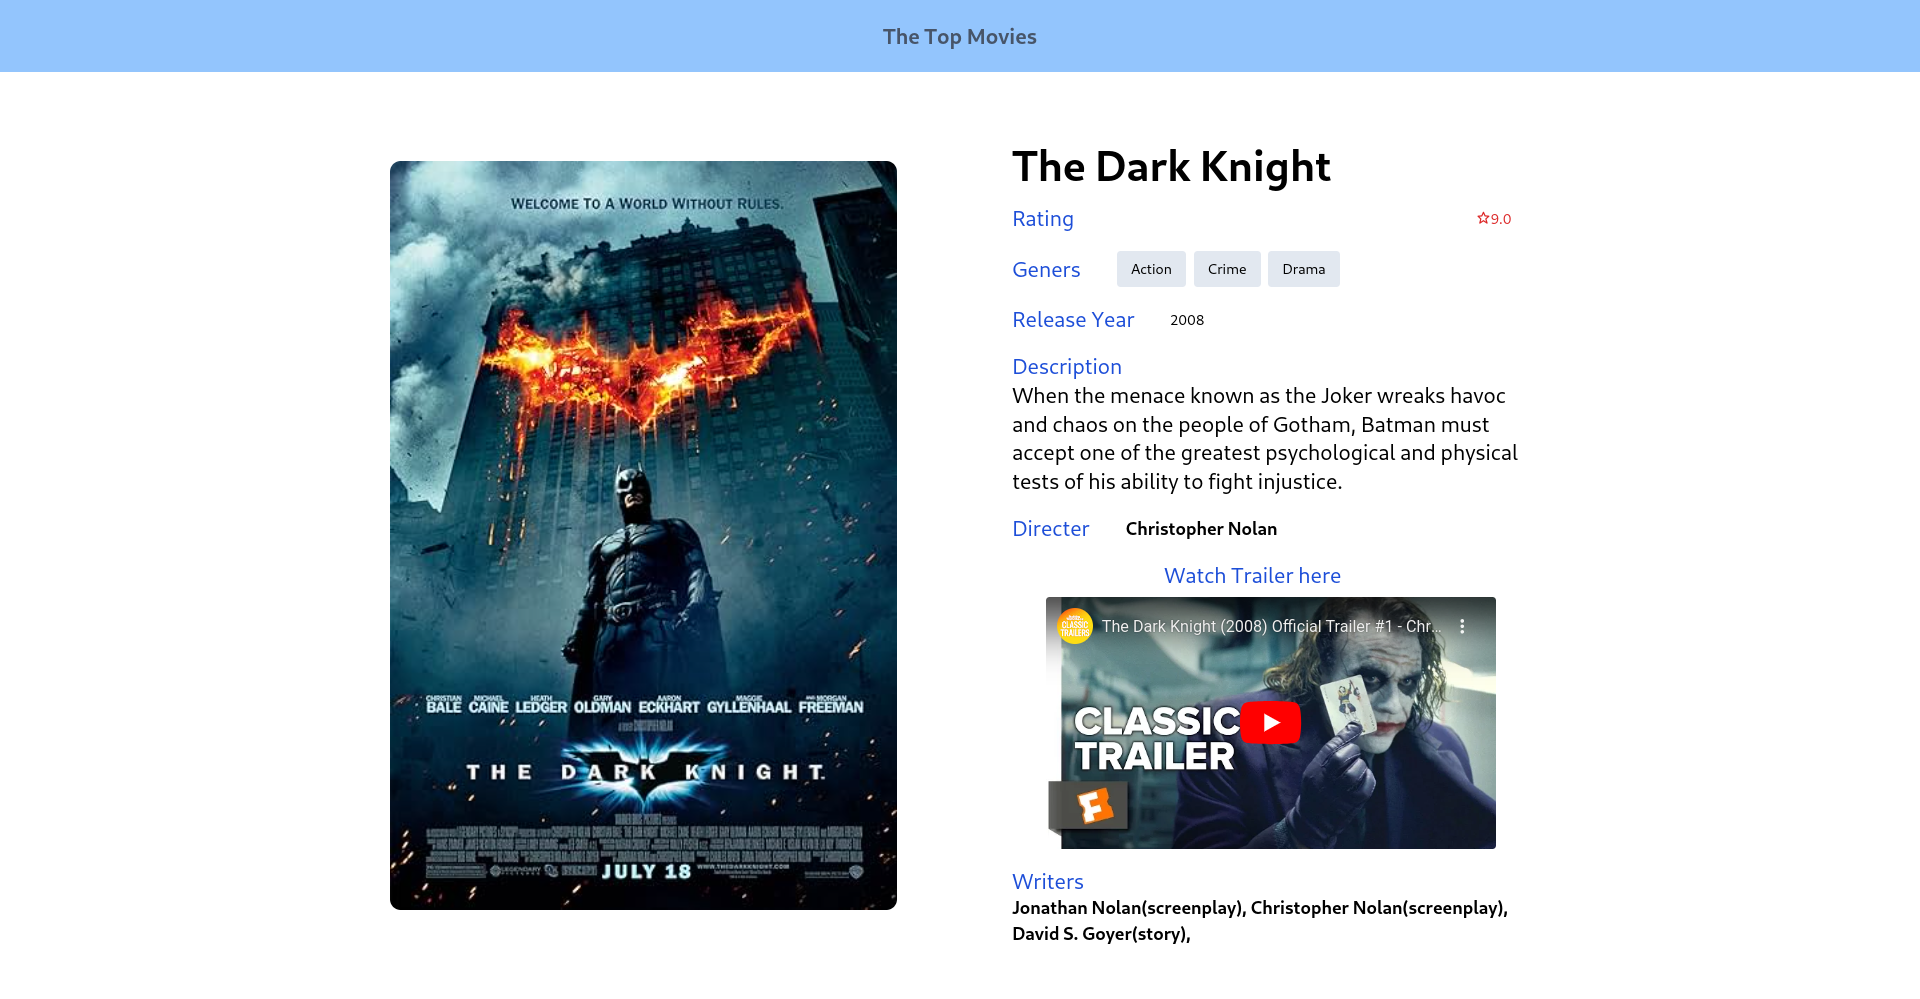 The Top Movies
WELCOME TO A WORLD WITHOUT RULES.
CHRISTIAN BALE MICHAEL CAINE HEATH LEDGER GARY OLDMAN AARON ECKHART MAGGIE GYLLENHAAL AND MORGAN FREEMAN
THE DARK KNIGHT
JULY 18
WWW.THEDARKKNIGHT.COM
The Dark Knight
Rating
9.0
Geners
Action Crime Drama
Release Year 2008
Description
When the menace known as the Joker wreaks havoc
and chaos on the people of Gotham, Batman must
accept one of the greatest psychological and physical
tests of his ability to fight injustice.
Directer Christopher Nolan
Watch Trailer here
CLASSIC TRAILERS
The Dark Knight (2008) Official Trailer #1 - Chr...
CLASSIC
TRAILER
Writers
Jonathan Nolan(screenplay), Christopher Nolan(screenplay),
David S. Goyer(story),